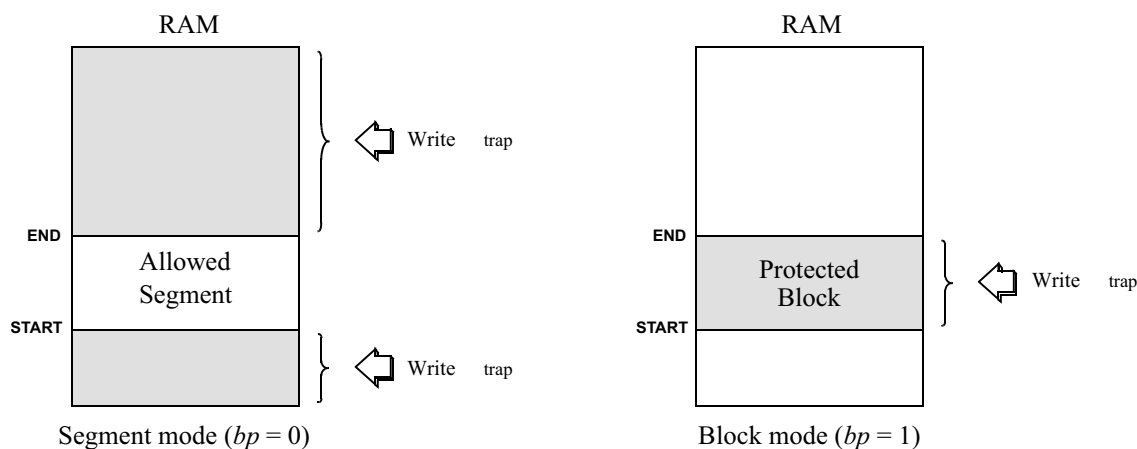 RAM
Write trap
END
Allowed
Segment
START
Write trap
Segment mode (bp = 0)
RAM
END
Protected
Block
Write trap
START
Block mode (bp = 1)